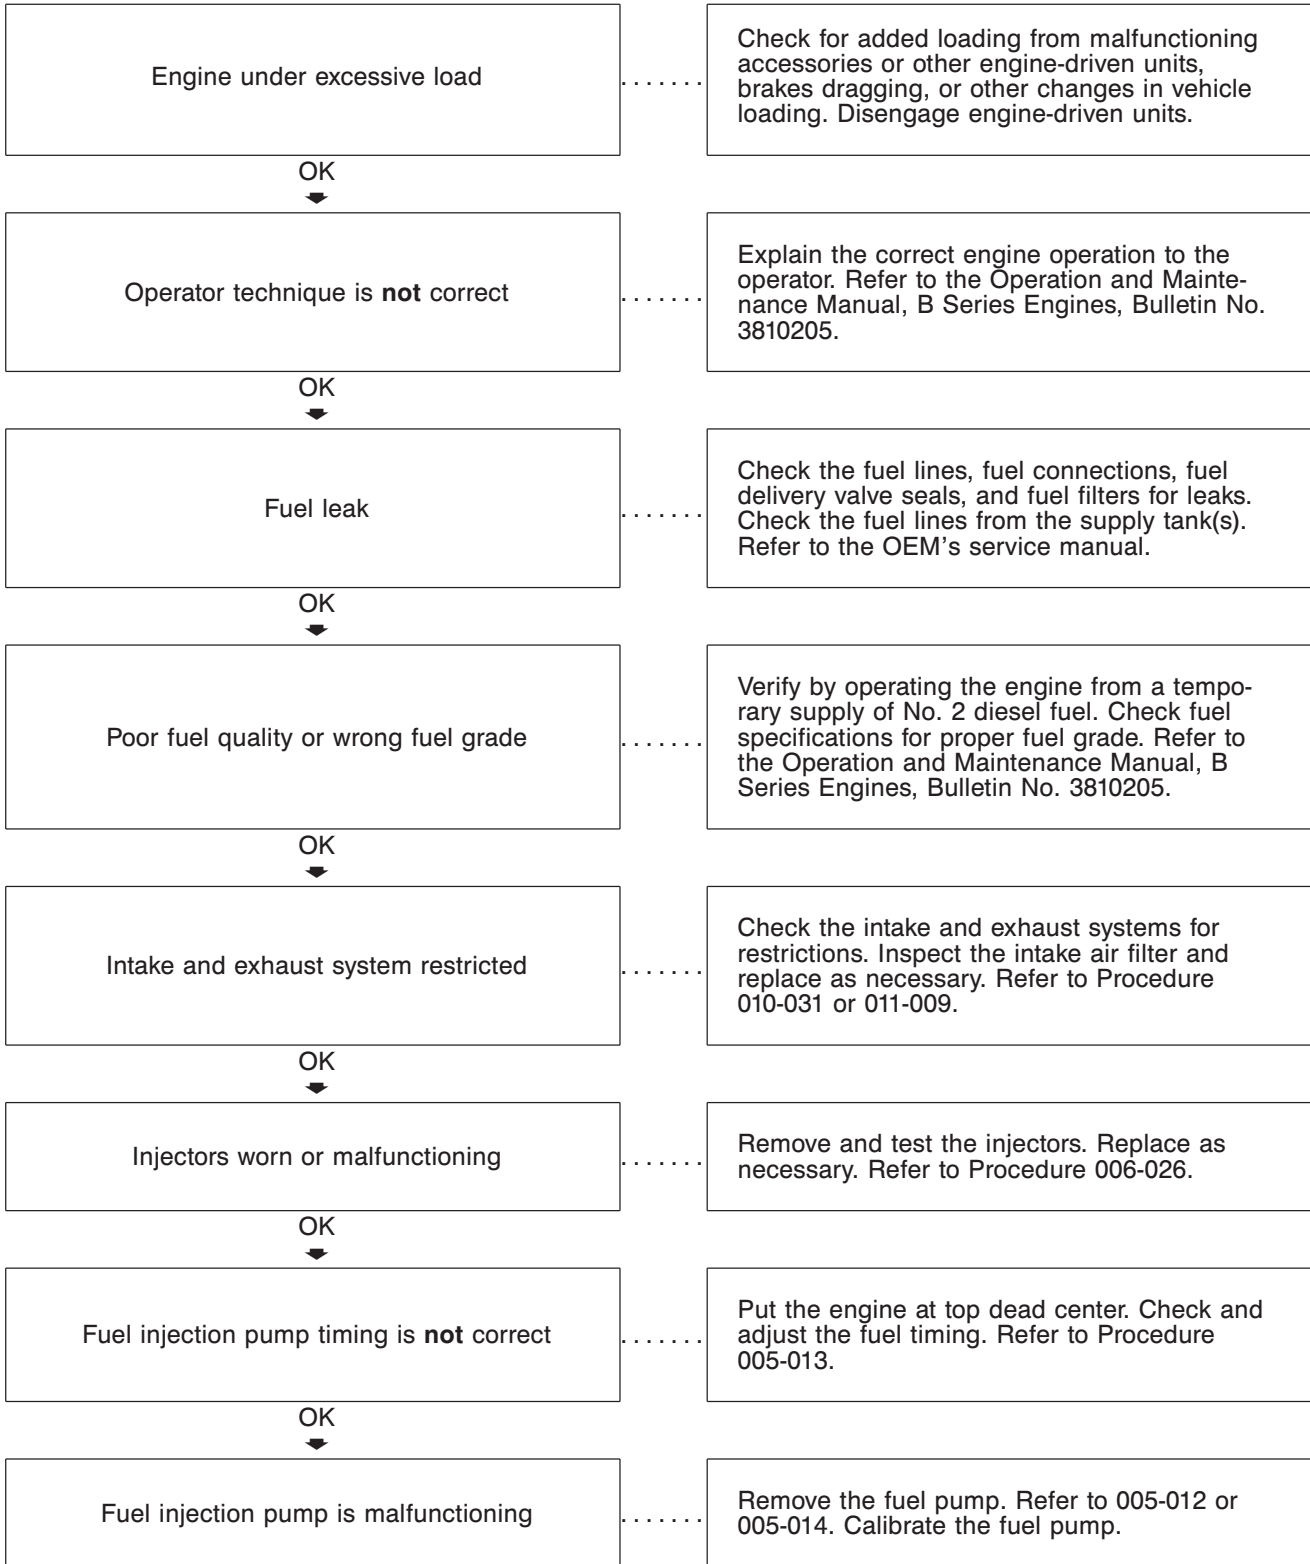 Engine under excessive load
.......
Check for added loading from malfunctioning
accessories or other engine-driven units,
brakes dragging, or other changes in vehicle
loading. Disengage engine-driven units.
OK
Operator technique is not correct
.......
Explain the correct engine operation to the
operator. Refer to the Operation and Mainte-
nance Manual, B Series Engines, Bulletin No.
3810205.
OK
Fuel leak
.......
Check the fuel lines, fuel connections, fuel
delivery valve seals, and fuel filters for leaks.
Check the fuel lines from the supply tank(s).
Refer to the OEM's service manual.
OK
Poor fuel quality or wrong fuel grade
.......
Verify by operating the engine from a tempo-
rary supply of No. 2 diesel fuel. Check fuel
specifications for proper fuel grade. Refer to
the Operation and Maintenance Manual, B
Series Engines, Bulletin No. 3810205.
OK
Intake and exhaust system restricted
.......
Check the intake and exhaust systems for
restrictions. Inspect the intake air filter and
replace as necessary. Refer to Procedure
010-031 or 011-009.
OK
Injectors worn or malfunctioning
.......
Remove and test the injectors. Replace as
necessary. Refer to Procedure 006-026.
OK
Fuel injection pump timing is not correct
.......
Put the engine at top dead center. Check and
adjust the fuel timing. Refer to Procedure
005-013.
OK
Fuel injection pump is malfunctioning
.......
Remove the fuel pump. Refer to 005-012 or
005-014. Calibrate the fuel pump.